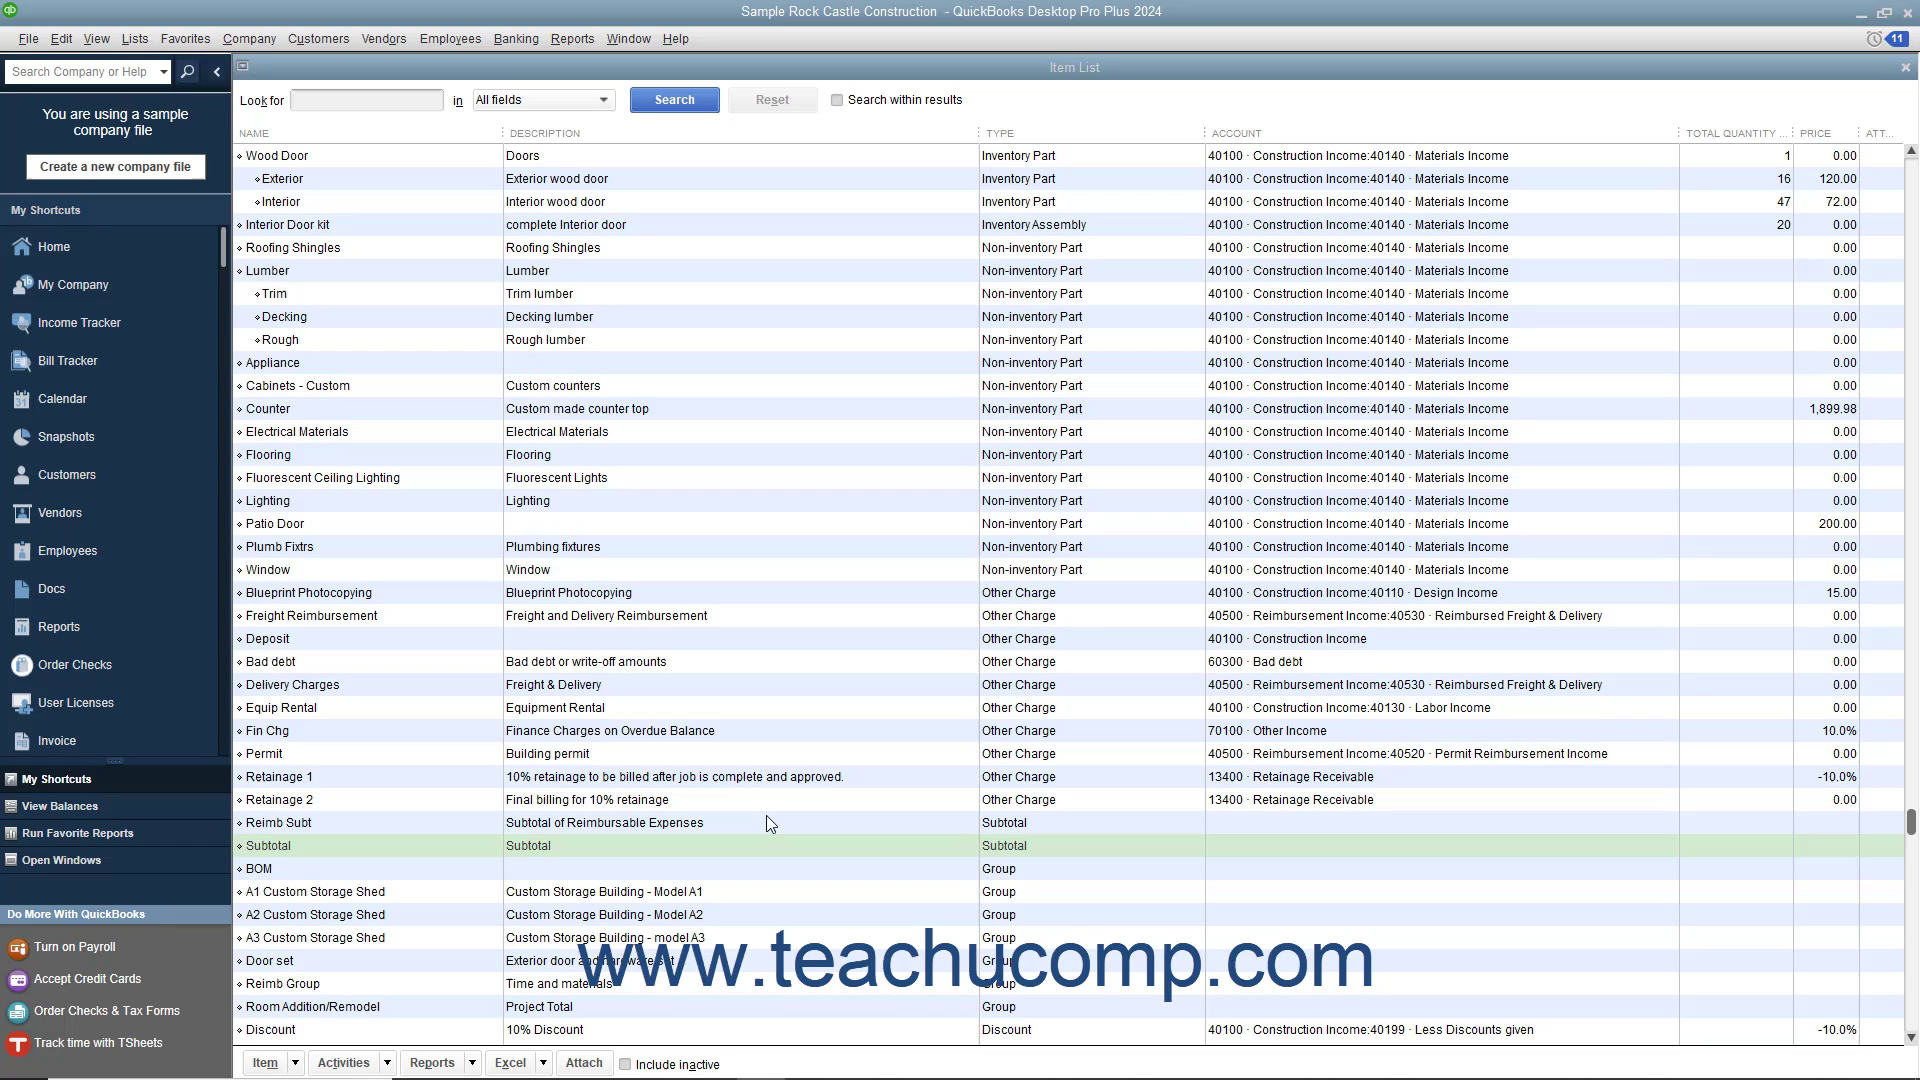 Sample Rock Castle Construction - QuickBooks Desktop Pro Plus 2024
File Edit View Lists Favorites Company Customers Vendors Employees Banking Reports Window Help
11
Search Company or Help
Item List
You are using a sample
company file
Create a new company file
Look for in All fields Search Reset Search within results
NAME DESCRIPTION TYPE ACCOUNT TOTAL QUANTITY ... PRICE ATT...
Wood Door Doors Inventory Part 40100 · Construction Income:40140 · Materials Income 1 0.00
Exterior Exterior wood door Inventory Part 40100 · Construction Income:40140 · Materials Income 16 120.00
Interior Interior wood door Inventory Part 40100 · Construction Income:40140 · Materials Income 47 72.00
Interior Door kit complete Interior door Inventory Assembly 40100 · Construction Income:40140 · Materials Income 20 0.00
Roofing Shingles Roofing Shingles Non-inventory Part 40100 · Construction Income:40140 · Materials Income 0.00
Lumber Lumber Non-inventory Part 40100 · Construction Income:40140 · Materials Income 0.00
Trim Trim lumber Non-inventory Part 40100 · Construction Income:40140 · Materials Income 0.00
Decking Decking lumber Non-inventory Part 40100 · Construction Income:40140 · Materials Income 0.00
Rough Rough lumber Non-inventory Part 40100 · Construction Income:40140 · Materials Income 0.00
Appliance Non-inventory Part 40100 · Construction Income:40140 · Materials Income 0.00
Cabinets - Custom Custom counters Non-inventory Part 40100 · Construction Income:40140 · Materials Income 0.00
Counter Custom made counter top Non-inventory Part 40100 · Construction Income:40140 · Materials Income 1,899.98
Electrical Materials Electrical Materials Non-inventory Part 40100 · Construction Income:40140 · Materials Income 0.00
Flooring Flooring Non-inventory Part 40100 · Construction Income:40140 · Materials Income 0.00
Fluorescent Ceiling Lighting Fluorescent Lights Non-inventory Part 40100 · Construction Income:40140 · Materials Income 0.00
Lighting Lighting Non-inventory Part 40100 · Construction Income:40140 · Materials Income 0.00
Patio Door Non-inventory Part 40100 · Construction Income:40140 · Materials Income 200.00
Plumb Fixtrs Plumbing fixtures Non-inventory Part 40100 · Construction Income:40140 · Materials Income 0.00
Window Window Non-inventory Part 40100 · Construction Income:40140 · Materials Income 0.00
Blueprint Photocopying Blueprint Photocopying Other Charge 40100 · Construction Income:40110 · Design Income 15.00
Freight Reimbursement Freight and Delivery Reimbursement Other Charge 40500 · Reimbursement Income:40530 · Reimbursed Freight & Delivery 0.00
Deposit Other Charge 40100 · Construction Income 0.00
Bad debt Bad debt or write-off amounts Other Charge 60300 · Bad debt 0.00
Delivery Charges Freight & Delivery Other Charge 40500 · Reimbursement Income:40530 · Reimbursed Freight & Delivery 0.00
Equip Rental Equipment Rental Other Charge 40100 · Construction Income:40130 · Labor Income 0.00
Fin Chg Finance Charges on Overdue Balance Other Charge 70100 · Other Income 10.0%
Permit Building permit Other Charge 40500 · Reimbursement Income:40520 · Permit Reimbursement Income 0.00
Retainage 1 10% retainage to be billed after job is complete and approved. Other Charge 13400 · Retainage Receivable -10.0%
Retainage 2 Final billing for 10% retainage Other Charge 13400 · Retainage Receivable 0.00
Reimb Subt Subtotal of Reimbursable Expenses Subtotal
Subtotal Subtotal Subtotal
BOM Group
A1 Custom Storage Shed Custom Storage Building - Model A1 Group
A2 Custom Storage Shed Custom Storage Building - Model A2 Group
A3 Custom Storage Shed Custom Storage Building - model A3 Group
Door set Exterior door and hardware set Group
Reimb Group Time and materials Group
Room Addition/Remodel Project Total Group
Discount 10% Discount Discount 40100 · Construction Income:40199 · Less Discounts given -10.0%
www.teachucomp.com
Item Activities Reports Excel Attach Include inactive
My Shortcuts
Home
My Company
Income Tracker
Bill Tracker
31
Calendar
Snapshots
Customers
Vendors
Employees
Docs
Reports
Order Checks
User Licenses
Invoice
My Shortcuts
View Balances
Run Favorite Reports
Open Windows
Do More With QuickBooks
Turn on Payroll
Accept Credit Cards
Order Checks & Tax Forms
Track time with TSheets